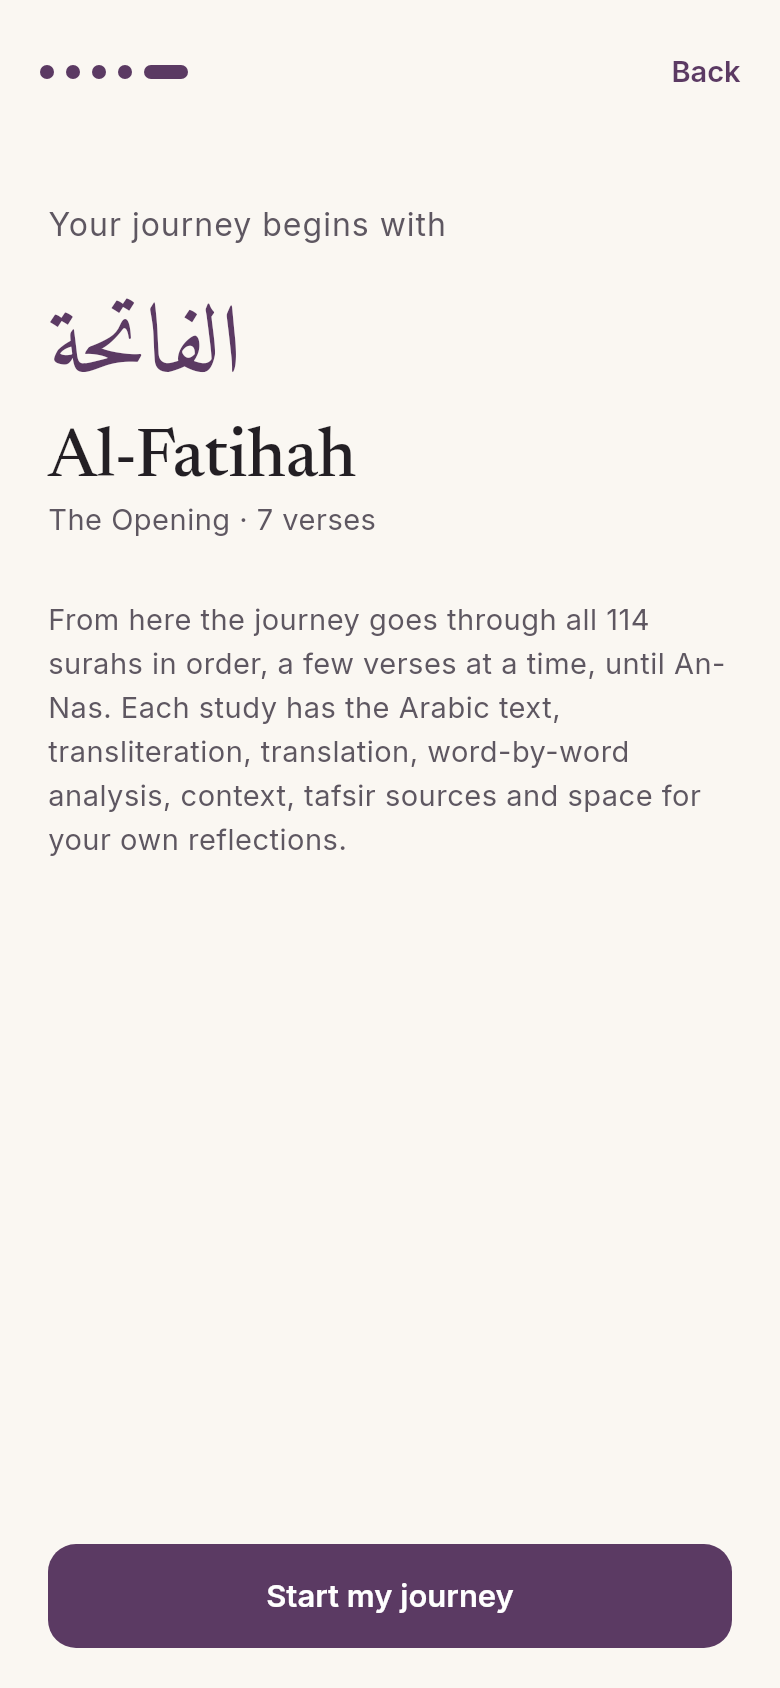 Back
Your journey begins with
الفاتحة
Al-Fatihah
The Opening · 7 verses
From here the journey goes through all 114
surahs in order, a few verses at a time, until An-
Nas. Each study has the Arabic text,
transliteration, translation, word-by-word
analysis, context, tafsir sources and space for
your own reflections.
Start my journey